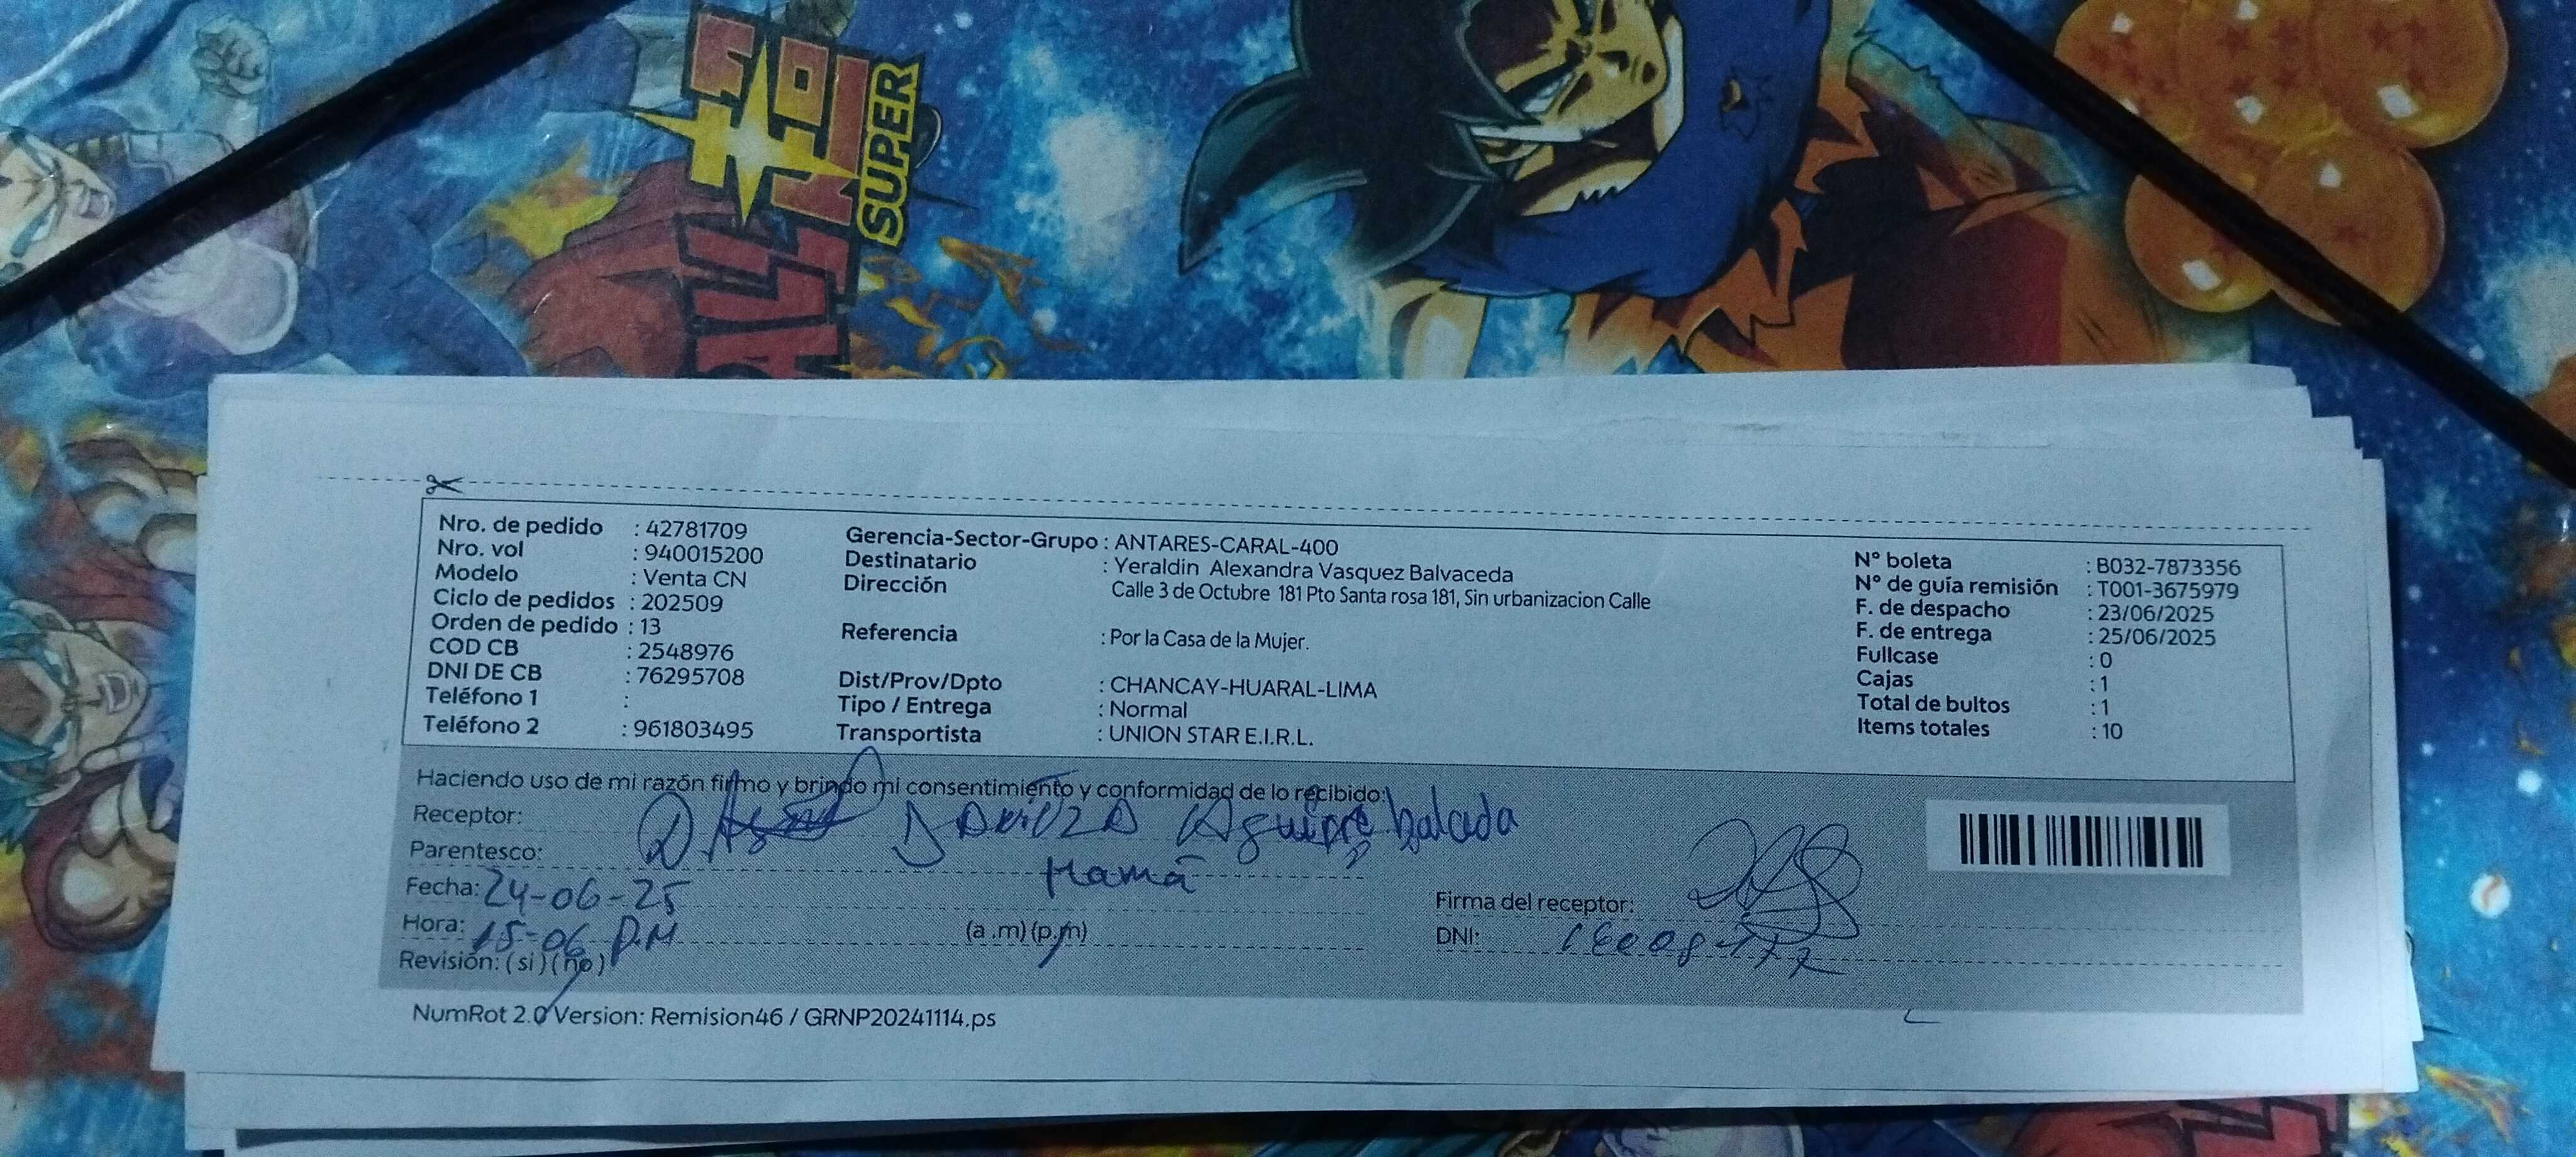 SUPER
Nro. de pedido : 42781709
Nro. vol : 940015200
Modelo : Venta CN
Ciclo de pedidos : 202509
Orden de pedido : 13
COD CB : 2548976
DNI DE CB : 76295708
Teléfono 1 :
Teléfono 2 : 961803495
Gerencia-Sector-Grupo : ANTARES-CARAL-400
Destinatario : Yeraldin Alexandra Vasquez Balvaceda
Dirección Calle 3 de Octubre 181 Pto Santa rosa 181, Sin urbanizacion Calle
Referencia : Por la Casa de la Mujer.
Dist/Prov/Dpto : CHANCAY-HUARAL-LIMA
Tipo / Entrega : Normal
Transportista : UNION STAR E.I.R.L.
N° boleta : B032-7873356
N° de guía remisión : T001-3675979
F. de despacho : 23/06/2025
F. de entrega : 25/06/2025
Fullcase : 0
Cajas : 1
Total de bultos : 1
Items totales : 10
Haciendo uso de mi razón firmo y brindo mi consentimiento y conformidad de lo recibido:
Receptor:
Parentesco: Mamá
Fecha: 24-06-25
Hora: 15-06 P.M (a .m) (p.m)
Revisión: (si) (no)
Firma del receptor:
DNI:
NumRot 2.0 Version: Remision46 / GRNP20241114.ps